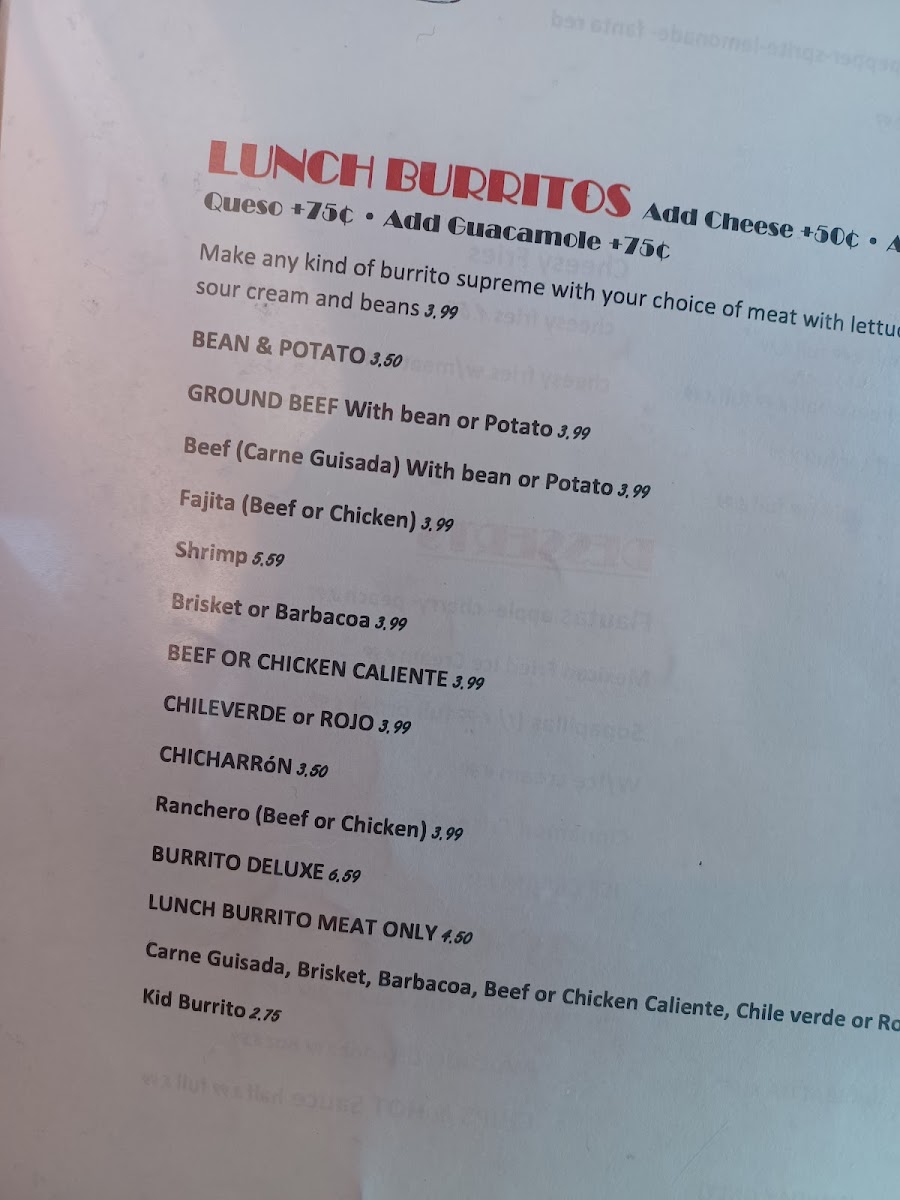 LUNCH BURRITOS Add Cheese +50¢ • A
Queso +75¢ • Add Guacamole +75¢
Make any kind of burrito supreme with your choice of meat with lettuc
sour cream and beans 3.99
BEAN & POTATO 3.50
GROUND BEEF With bean or Potato 3.99
Beef (Carne Guisada) With bean or Potato 3.99
Fajita (Beef or Chicken) 3.99
Shrimp 5.59
Brisket or Barbacoa 3.99
BEEF OR CHICKEN CALIENTE 3.99
CHILEVERDE or ROJO 3.99
CHICHARRóN 3.50
Ranchero (Beef or Chicken) 3.99
BURRITO DELUXE 6.59
LUNCH BURRITO MEAT ONLY 4.50
Carne Guisada, Brisket, Barbacoa, Beef or Chicken Caliente, Chile verde or Ro
Kid Burrito 2.75